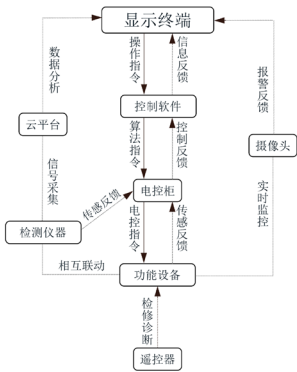 显示终端
数据分析
操作指令
信息反馈
报警反馈
控制软件
云平台
算法指令
控制反馈
摄像头
信号采集
传感反馈
电控柜
实时监控
检测仪器
电控指令
传感反馈
相互联动
功能设备
检修诊断
遥控器